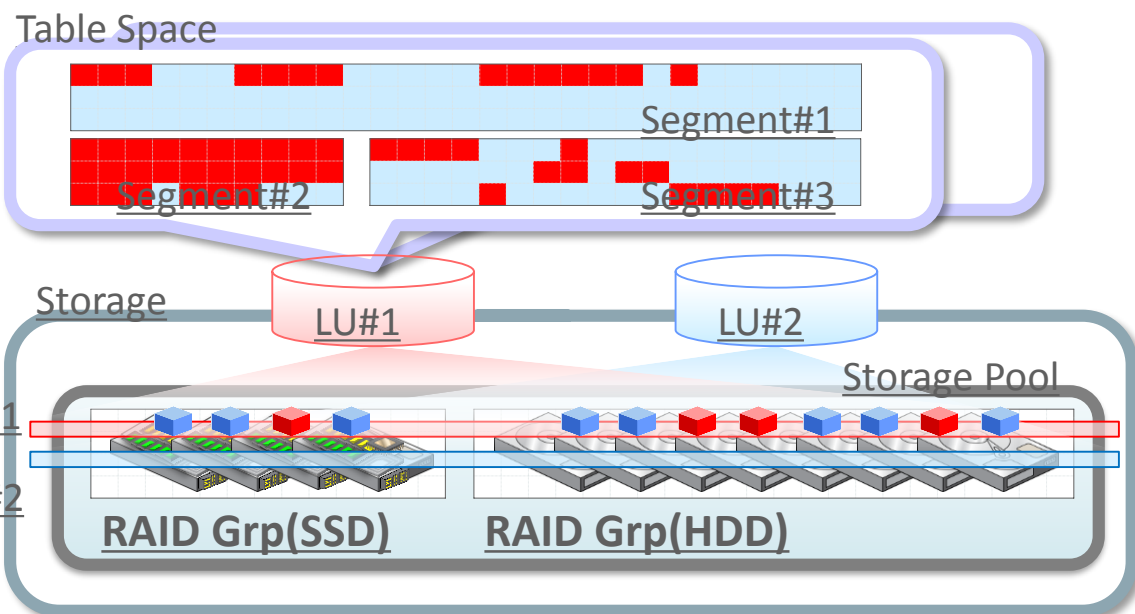 Table Space
Segment#1
Segment#2
Segment#3
Storage
LU#1
LU#2
Storage Pool
1
#2
RAID Grp(SSD)
RAID Grp(HDD)